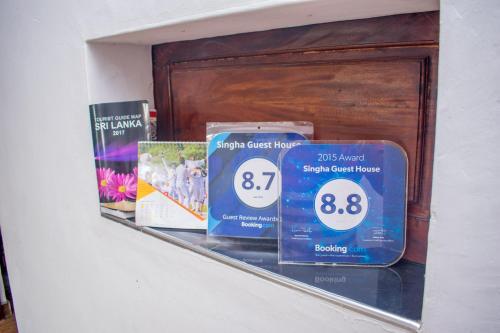 TOURIST GUIDE MAP
SRI LANKA
2017
Singha Guest House
8.7
Guest Review Awards
Booking.com
2015 Award
Singha Guest House
8.8
Booking.com